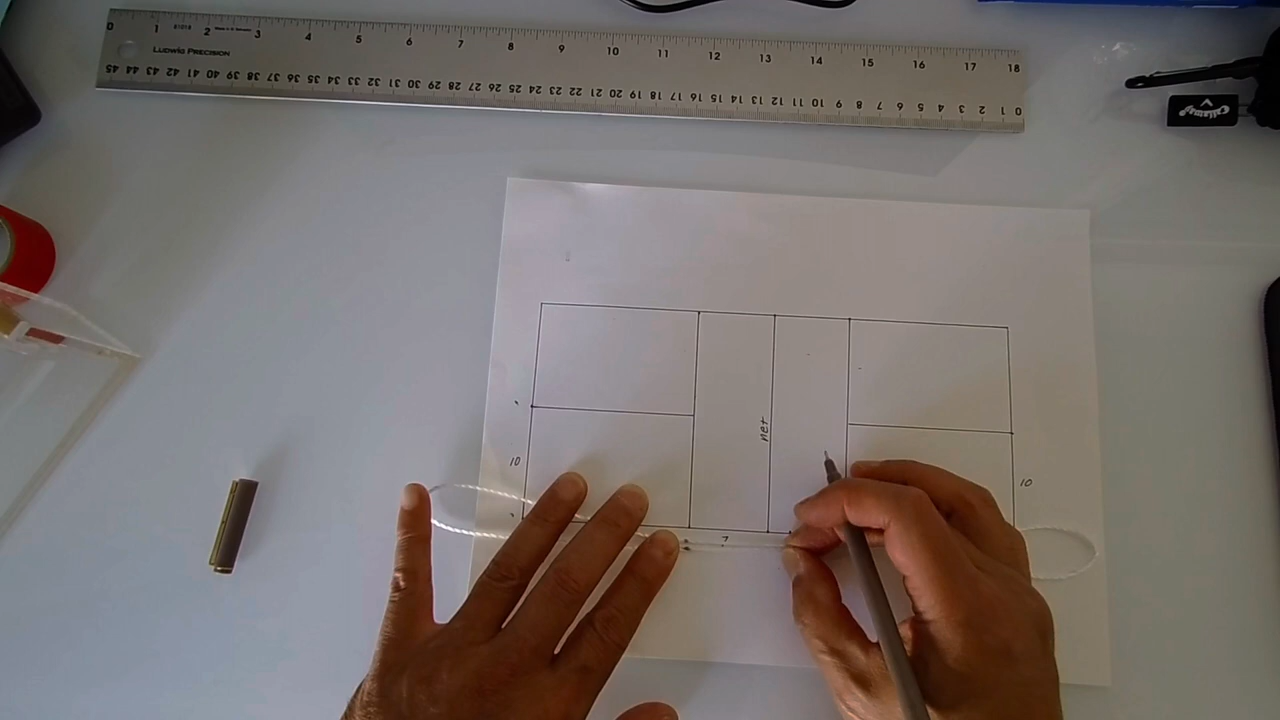 0 1 2 3 4 5 6 7 8 9 10 11 12 13 14 15 16 17 18
LUDWIG PRECISION
45 44 43 42 41 40 39 38 37 36 35 34 33 32 31 30 29 28 27 26 25 24 23 22 21 20 19 18 17 16 15 14 13 12 11 10 9 8 7 6 5 4 3 2 1 0
net
10
10
7